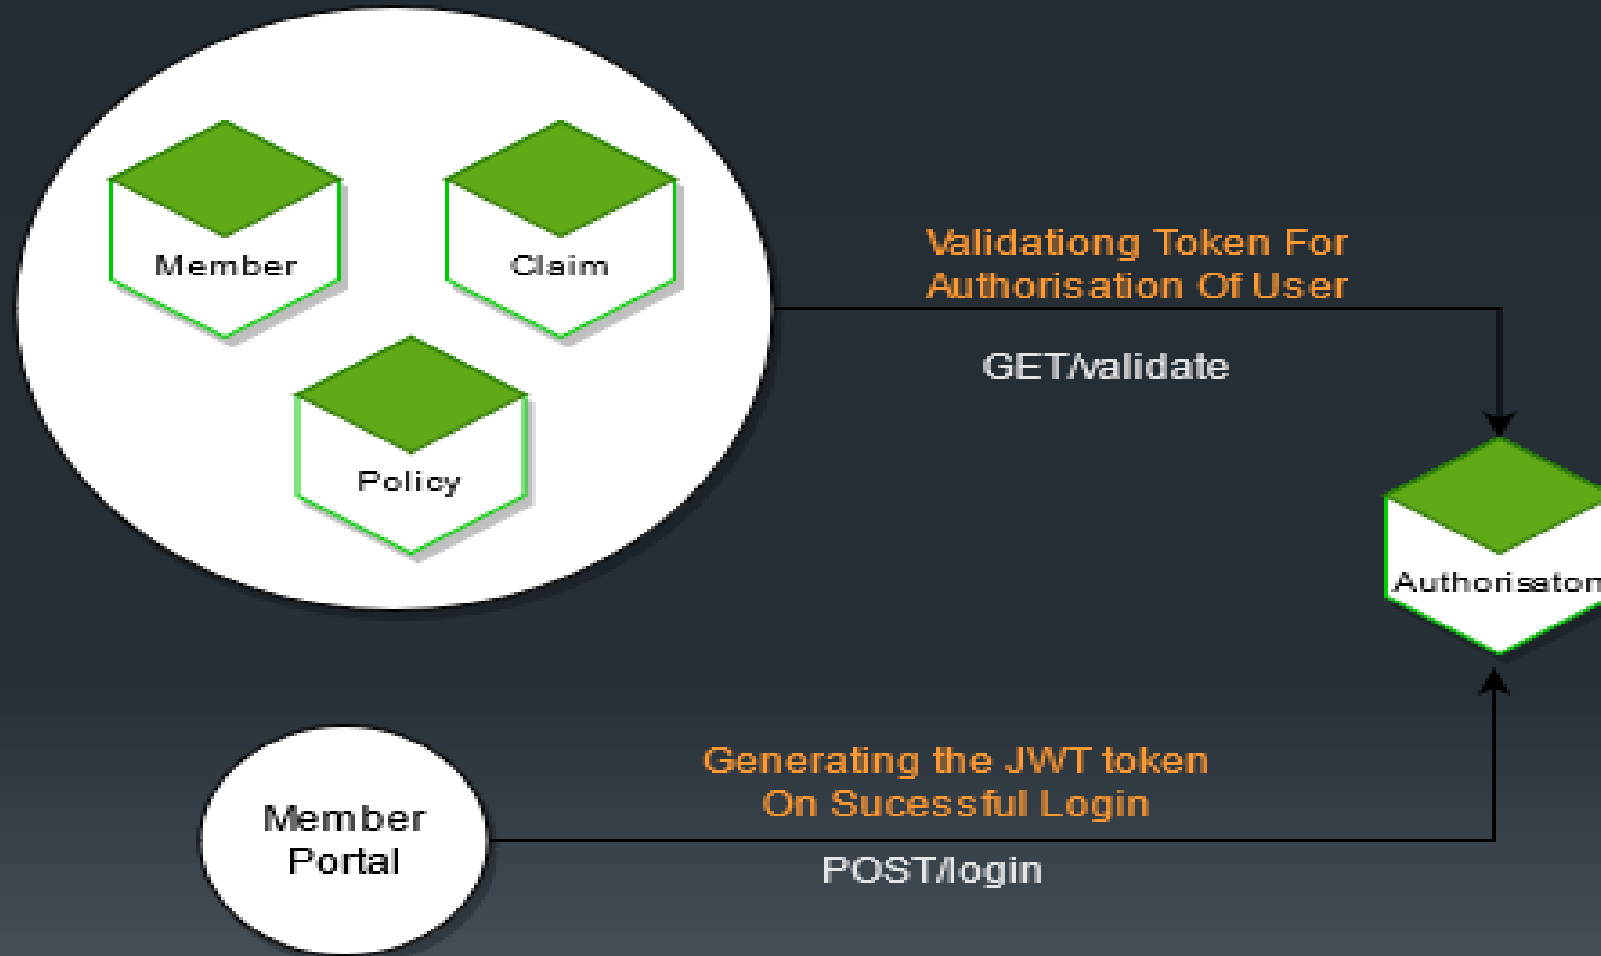 Member
Claim
Policy
Validationg Token For
Authorisation Of User
GET/validate
Authorisaton
Generating the JWT token
On Sucessful Login
POST/login
Member
Portal